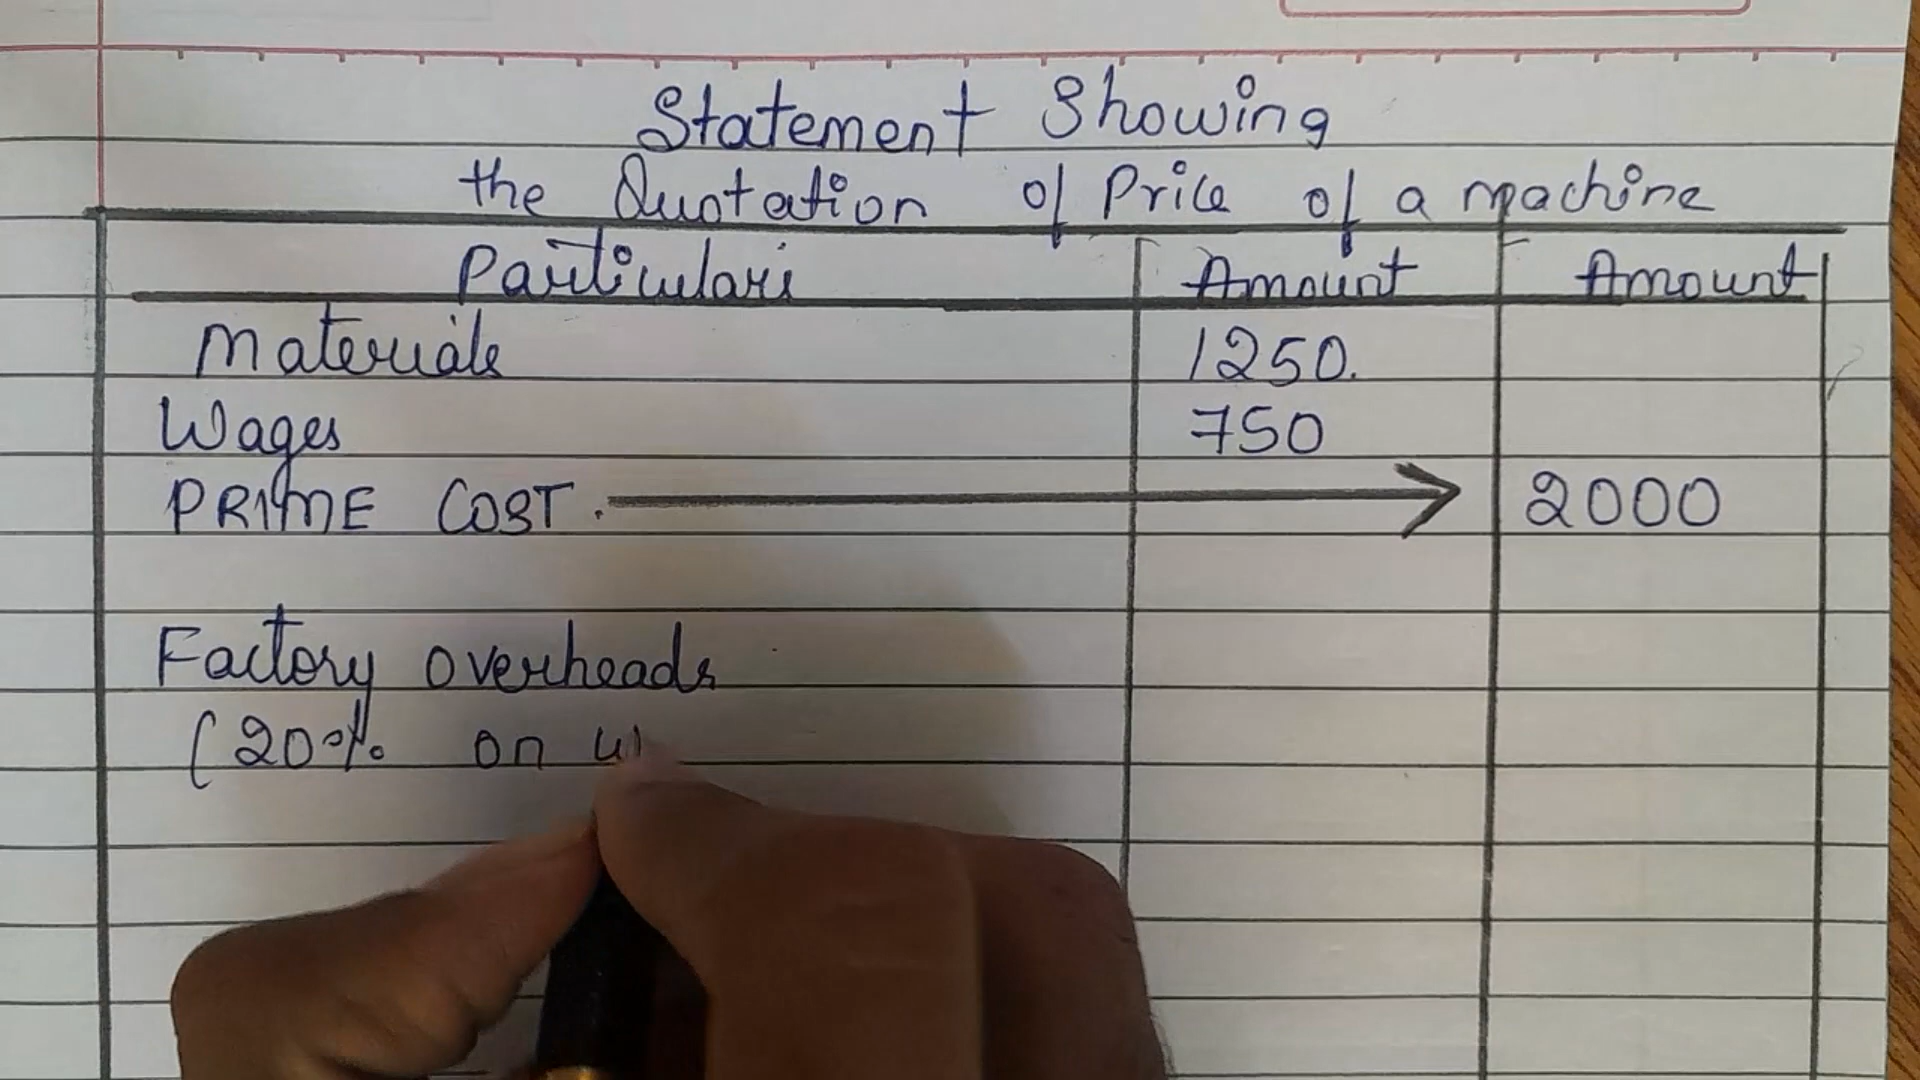 Statement Showing
the Quotation of Price of a machine
Particulars Amount Amount
Materials 1250.
Wages 750
PRIME COST. 2000
Factory overheads
(20% on w